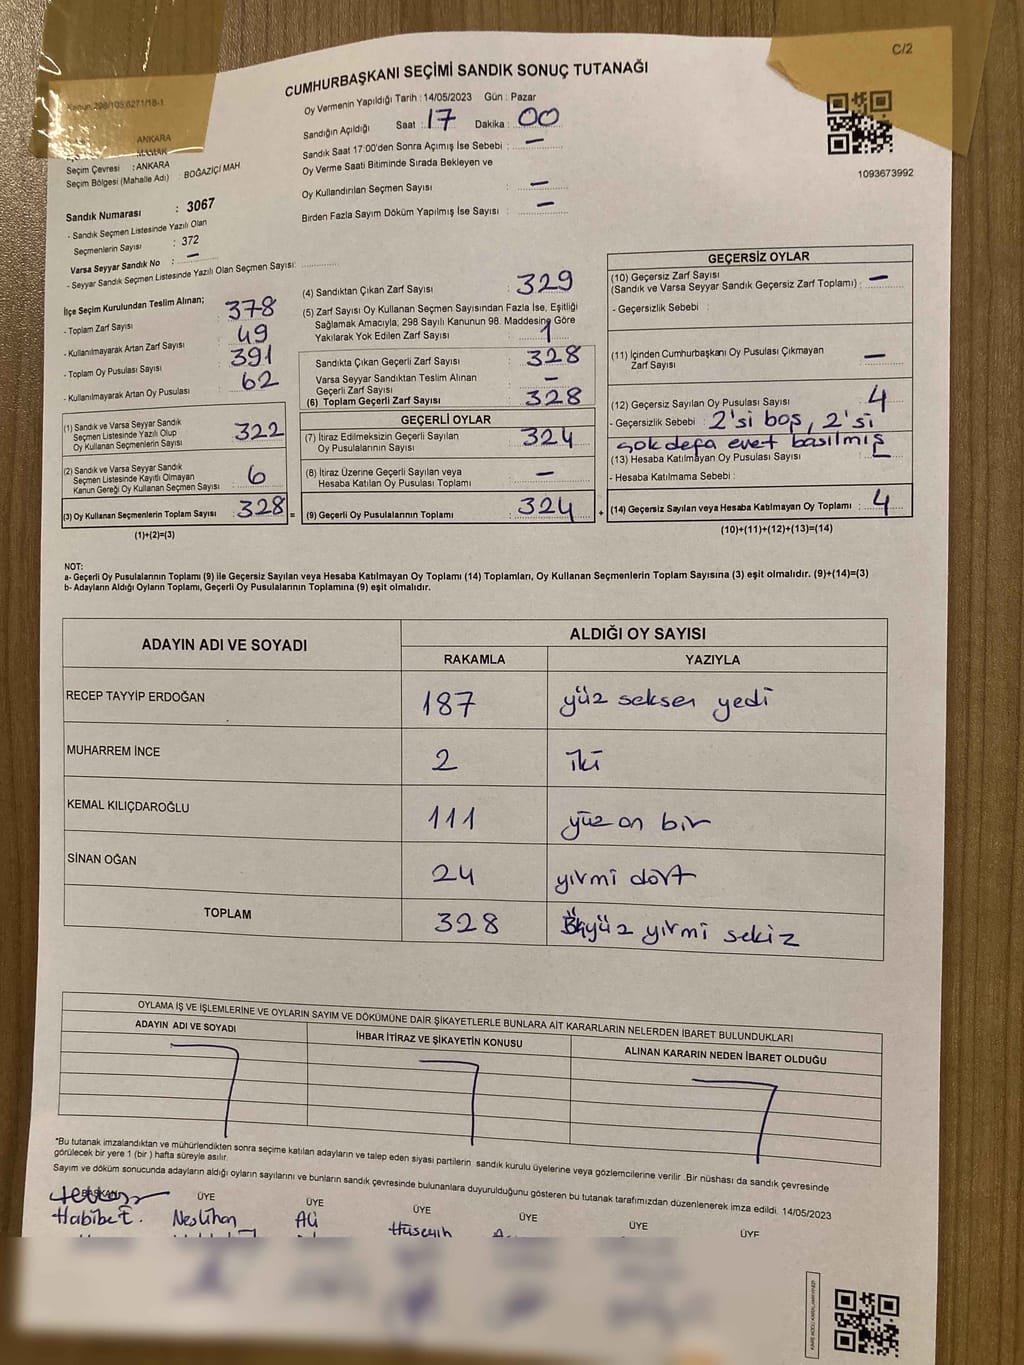 C/2
CUMHURBAŞKANI SEÇİMİ SANDIK SONUÇ TUTANAĞI
Kanun 298/105;6271/18-1
Oy Vermenin Yapıldığı Tarih : 14/05/2023 Gün : Pazar
Sandığın Açıldığı Saat : 17 Dakika : 00
Sandık Saat 17:00'den Sonra Açımış İse Sebebi : –
Oy Verme Saati Bitiminde Sırada Bekleyen ve
Oy Kullandırılan Seçmen Sayısı : –
Birden Fazla Sayım Döküm Yapılmış İse Sayısı : –
1093673992
ANKARA
Seçim Çevresi : ANKARA
Seçim Bölgesi (Mahalle Adı) : BOĞAZİÇİ MAH
Sandık Numarası : 3067
- Sandık Seçmen Listesinde Yazılı Olan
Seçmenlerin Sayısı : 372
Varsa Seyyar Sandık No : –
- Seyyar Sandık Seçmen Listesinde Yazılı Olan Seçmen Sayısı:
İlçe Seçim Kurulundan Teslim Alınan;
- Toplam Zarf Sayısı 378
- Kullanılmayarak Artan Zarf Sayısı 49
- Toplam Oy Pusulası Sayısı 391
- Kullanılmayarak Artan Oy Pusulası 62
(1) Sandık ve Varsa Seyyar Sandık
Seçmen Listesinde Yazılı Olup
Oy Kullanan Seçmenlerin Sayısı 322
(2) Sandık ve Varsa Seyyar Sandık
Seçmen Listesinde Kayıtlı Olmayan
Kanun Gereği Oy Kullanan Seçmen Sayısı 6
(3) Oy Kullanan Seçmenlerin Toplam Sayısı 328 =
(1)+(2)=(3)
(4) Sandıktan Çıkan Zarf Sayısı : 329
(5) Zarf Sayısı Oy Kullanan Seçmen Sayısından Fazla İse, Eşitliği
Sağlamak Amacıyla, 298 Sayılı Kanunun 98. Maddesine Göre
Yakılarak Yok Edilen Zarf Sayısı 1
Sandıkta Çıkan Geçerli Zarf Sayısı : 328
Varsa Seyyar Sandıktan Teslim Alınan
Geçerli Zarf Sayısı –
(6) Toplam Geçerli Zarf Sayısı : 328
GEÇERLİ OYLAR
(7) İtiraz Edilmeksizin Geçerli Sayılan
Oy Pusulalarının Sayısı : 324
(8) İtiraz Üzerine Geçerli Sayılan veya
Hesaba Katılan Oy Pusulası Toplamı –
(9) Geçerli Oy Pusulalarının Toplamı : 324 +
GEÇERSİZ OYLAR
(10) Geçersiz Zarf Sayısı
(Sandık ve Varsa Seyyar Sandık Geçersiz Zarf Toplamı) : –
- Geçersizlik Sebebi :
(11) İçinden Cumhurbaşkanı Oy Pusulası Çıkmayan
Zarf Sayısı –
(12) Geçersiz Sayılan Oy Pusulası Sayısı : 4
- Geçersizlik Sebebi : 2'si boş, 2'si
çok defa evet basılmış
(13) Hesaba Katılmayan Oy Pusulası Sayısı :
- Hesaba Katılmama Sebebi :
(14) Geçersiz Sayılan veya Hesaba Katılmayan Oy Toplamı : 4
(10)+(11)+(12)+(13)=(14)
NOT:
a- Geçerli Oy Pusulalarının Toplamı (9) ile Geçersiz Sayılan veya Hesaba Katılmayan Oy Toplamı (14) Toplamları, Oy Kullanan Seçmenlerin Toplam Sayısına (3) eşit olmalıdır. (9)+(14)=(3)
b- Adayların Aldığı Oyların Toplamı, Geçerli Oy Pusulalarının Toplamına (9) eşit olmalıdır.
ADAYIN ADI VE SOYADI ALDIĞI OY SAYISI
RAKAMLA YAZIYLA
RECEP TAYYİP ERDOĞAN 187 yüz seksen yedi
MUHARREM İNCE 2 iki
KEMAL KILIÇDAROĞLU 111 yüz on bir
SİNAN OĞAN 24 yirmi dört
TOPLAM 328 Üçyüz yirmi sekiz
OYLAMA İŞ VE İŞLEMLERİNE VE OYLARIN SAYIM VE DÖKÜMÜNE DAİR ŞİKAYETLERLE BUNLARA AİT KARARLARIN NELERDEN İBARET BULUNDUKLARI
ADAYIN ADI VE SOYADI İHBAR İTİRAZ VE ŞİKAYETİN KONUSU ALINAN KARARIN NEDEN İBARET OLDUĞU
*Bu tutanak imzalandıktan ve mühürlendikten sonra seçime katılan adayların ve talep eden siyasi partilerin sandık kurulu üyelerine veya gözlemcilerine verilir. Bir nüshası da sandık çevresinde
görülecek bir yere 1 (bir) hafta süreyle asılır.
Sayım ve döküm sonucunda adayların aldığı oyların sayılarını ve bunların sandık çevresinde bulunanlara duyurulduğunu gösteren bu tutanak tarafımızdan düzenlenerek imza edildi. 14/05/2023
BAŞKAN ÜYE ÜYE ÜYE ÜYE ÜYE ÜYE
Habibe E. Neslihan Ali Hüseyin